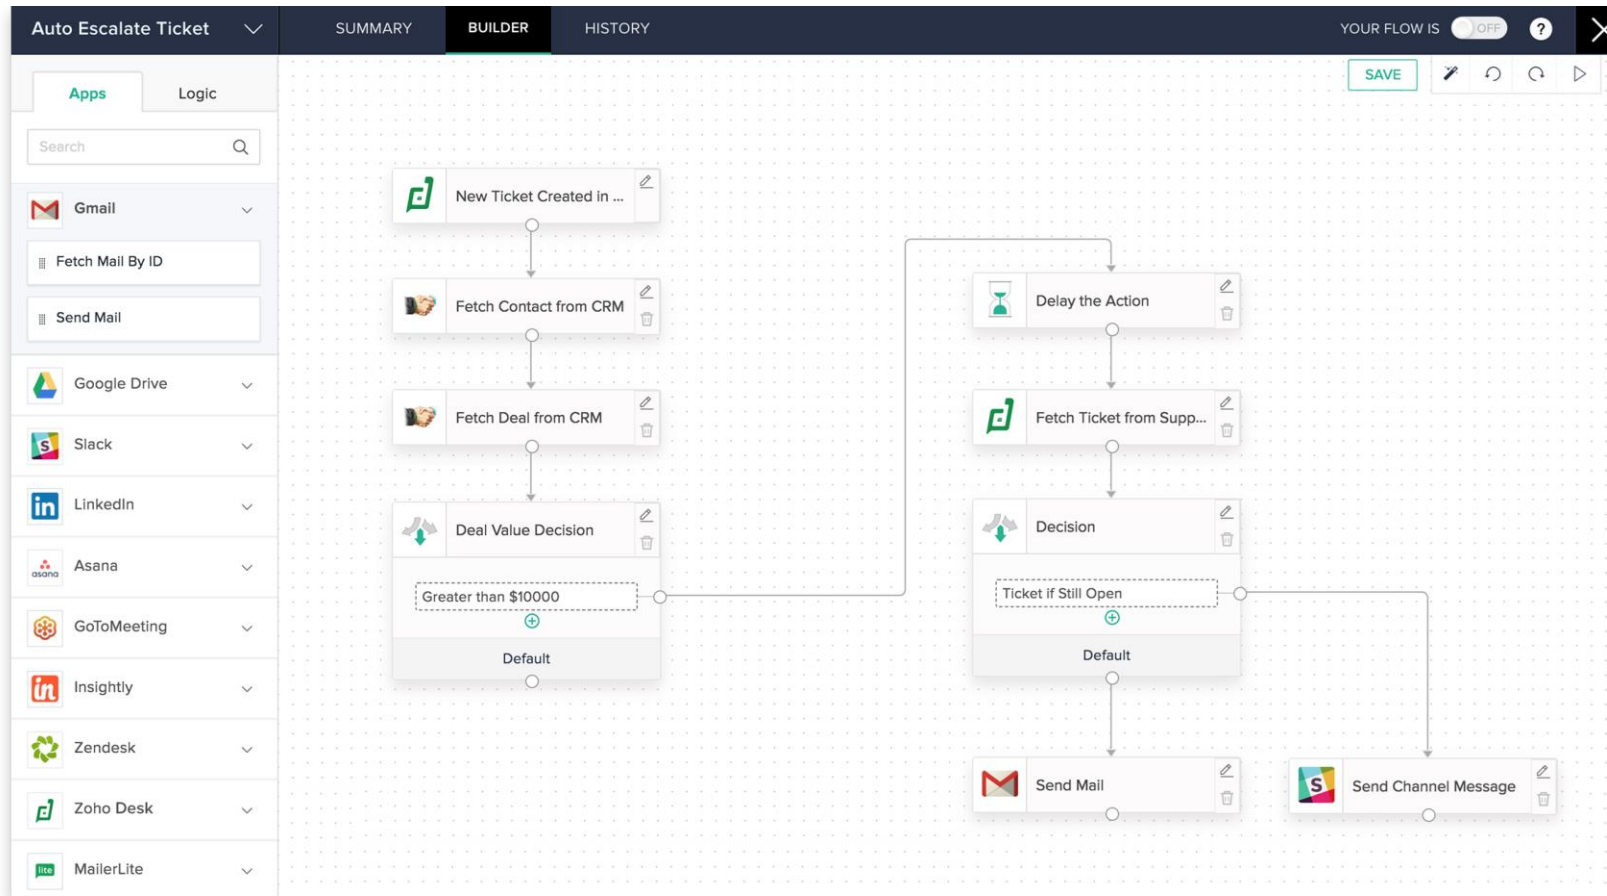 Auto Escalate Ticket
SUMMARY
BUILDER
HISTORY
YOUR FLOW IS
OFF
?
Apps
Logic
SAVE
Search
Gmail
Fetch Mail By ID
Send Mail
Google Drive
Slack
LinkedIn
asana
Asana
GoToMeeting
Insightly
Zendesk
Zoho Desk
lite
MailerLite
New Ticket Created in ...
Fetch Contact from CRM
Fetch Deal from CRM
Deal Value Decision
Greater than $10000
Default
Delay the Action
Fetch Ticket from Supp...
Decision
Ticket if Still Open
Default
Send Mail
Send Channel Message